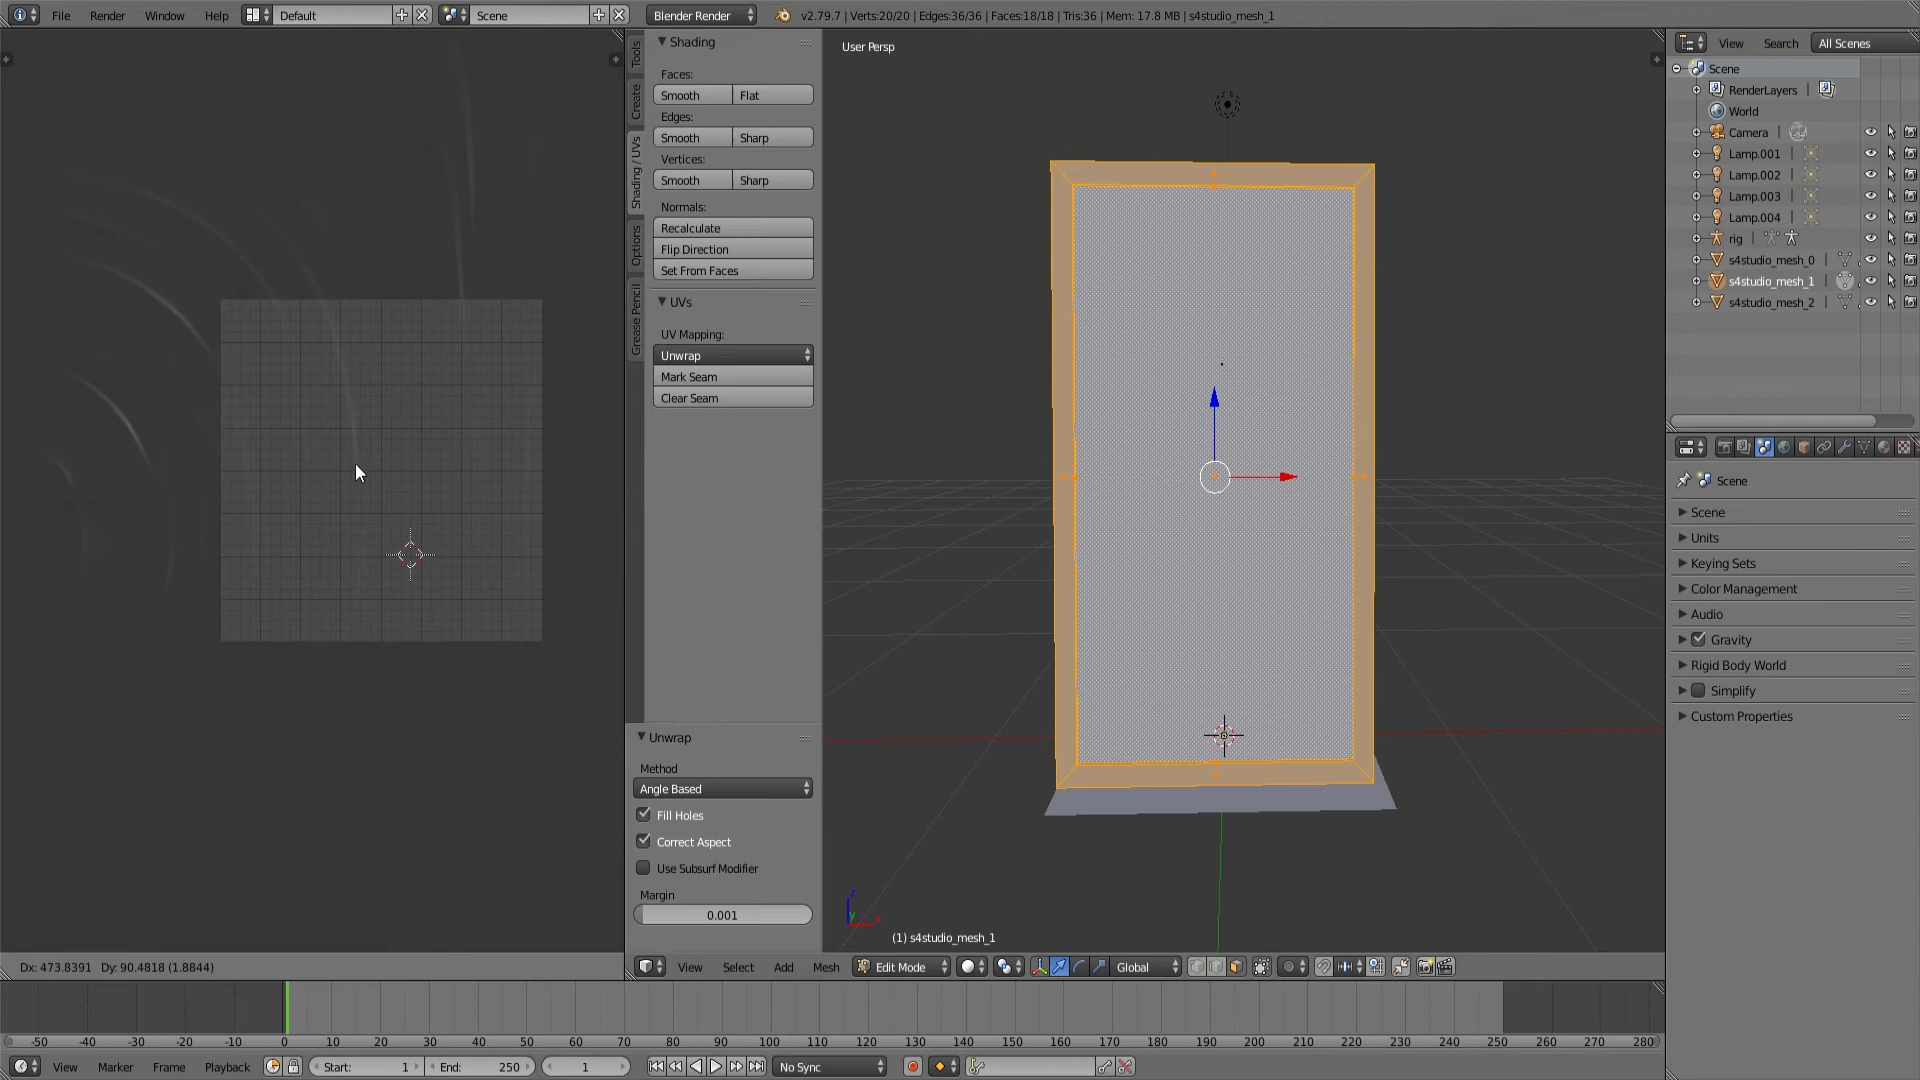 File Render Window Help Default Scene Blender Render v2.79.7 | Verts:20/20 | Edges:36/36 | Faces:18/18 | Tris:36 | Mem: 17.8 MB | s4studio_mesh_1
Tools
Create
Shading / UVs
Options
Grease Pencil
Shading
Faces:
Smooth Flat
Edges:
Smooth Sharp
Vertices:
Smooth Sharp
Normals:
Recalculate
Flip Direction
Set From Faces
UVs
UV Mapping:
Unwrap
Mark Seam
Clear Seam
Unwrap
Method
Angle Based
Fill Holes
Correct Aspect
Use Subsurf Modifier
Margin
0.001
User Persp
z
y
x
(1) s4studio_mesh_1
View Search All Scenes
Scene
RenderLayers |
World
Camera |
Lamp.001 |
Lamp.002 |
Lamp.003 |
Lamp.004 |
rig |
s4studio_mesh_0 |
s4studio_mesh_1 |
s4studio_mesh_2 |
Scene
Scene
Units
Keying Sets
Color Management
Audio
Gravity
Rigid Body World
Simplify
Custom Properties
Dx: 473.8391 Dy: 90.4818 (1.8844)
View Select Add Mesh Edit Mode Global
-50 -40 -30 -20 -10 0 10 20 30 40 50 60 70 80 90 100 110 120 130 140 150 160 170 180 190 200 210 220 230 240 250 260 270 280
View Marker Frame Playback Start: 1 End: 250 1 No Sync